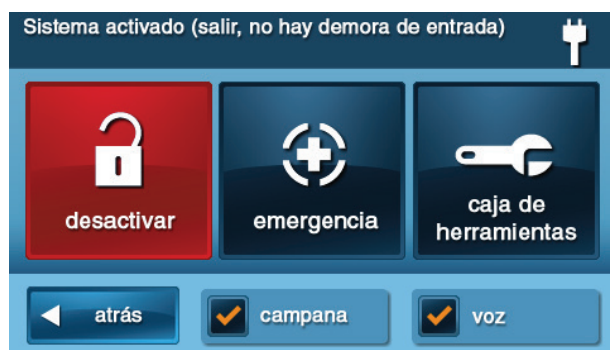 Sistema activado (salir, no hay demora de entrada)
desactivar
emergencia
caja de
herramientas
atrás
campana
voz